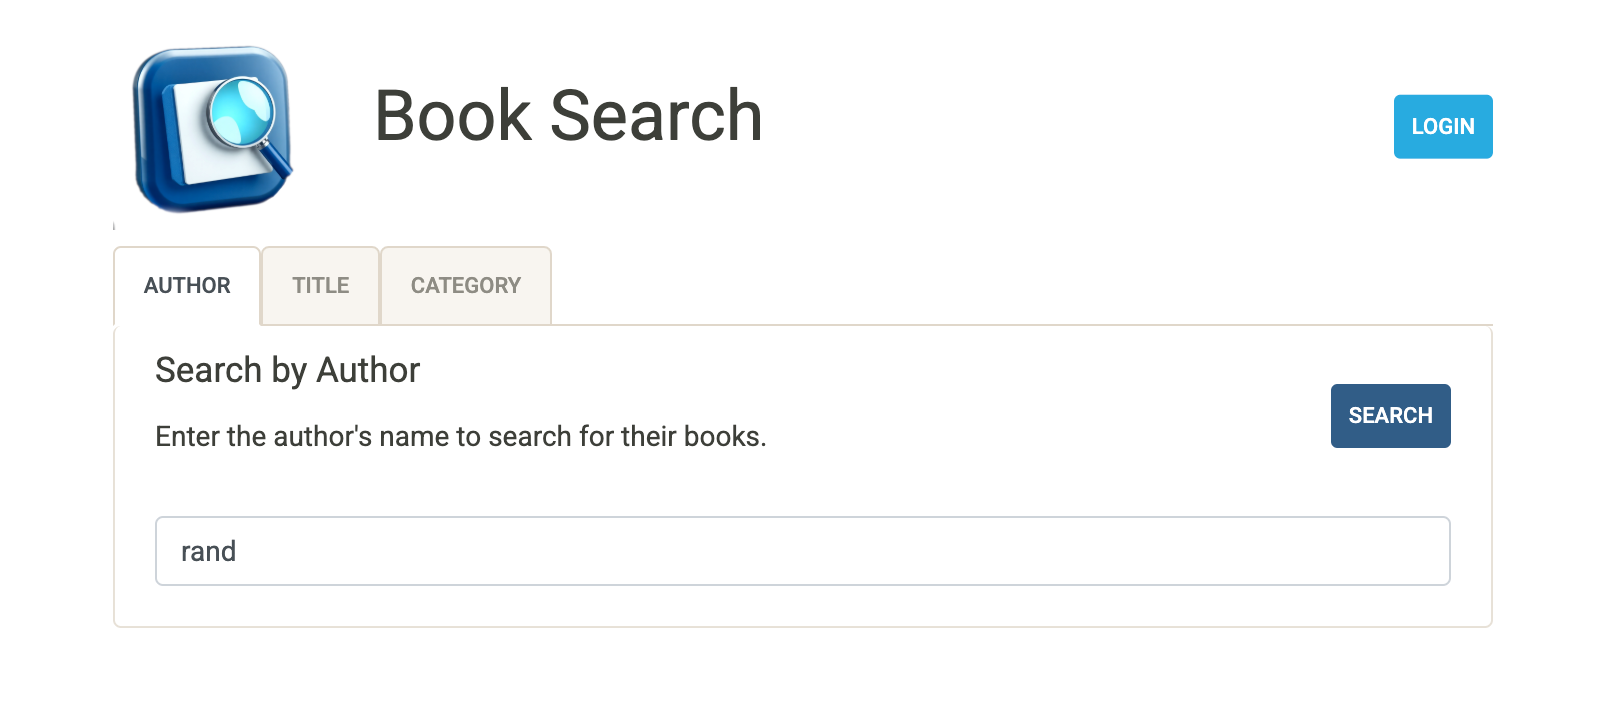 Book Search
LOGIN
AUTHOR TITLE CATEGORY
Search by Author
SEARCH
Enter the author's name to search for their books.
rand